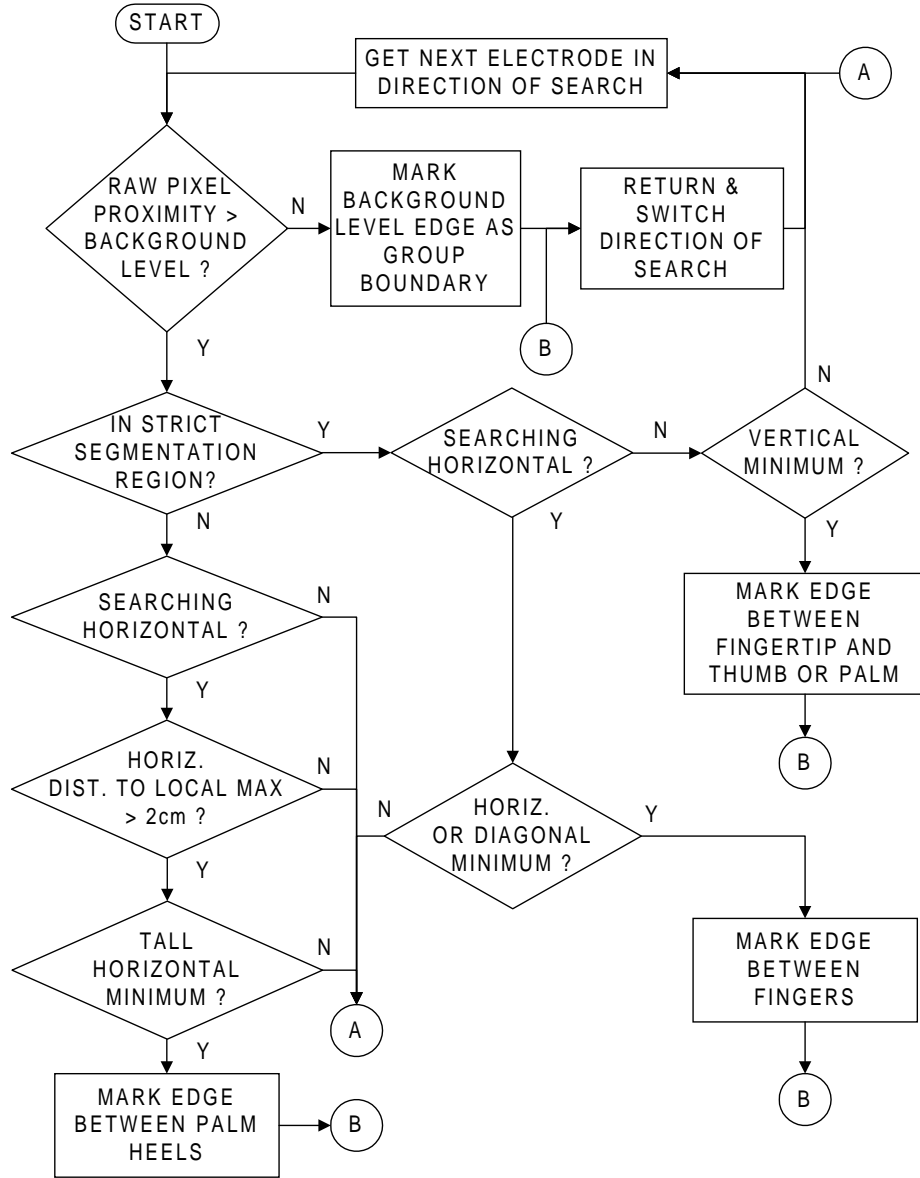 START
GET NEXT ELECTRODE IN
DIRECTION OF SEARCH
A
RAW PIXEL
PROXIMITY >
BACKGROUND
LEVEL ?
N
MARK
BACKGROUND
LEVEL EDGE AS
GROUP
BOUNDARY
RETURN &
SWITCH
DIRECTION OF
SEARCH
B
Y
N
IN STRICT
SEGMENTATION
REGION?
Y
SEARCHING
HORIZONTAL ?
N
VERTICAL
MINIMUM ?
N
Y
Y
SEARCHING
HORIZONTAL ?
N
MARK EDGE
BETWEEN
FINGERTIP AND
THUMB OR PALM
Y
B
HORIZ.
DIST. TO LOCAL MAX
> 2cm ?
N
N
HORIZ.
OR DIAGONAL
MINIMUM ?
Y
Y
TALL
HORIZONTAL
MINIMUM ?
N
MARK EDGE
BETWEEN
FINGERS
A
Y
MARK EDGE
BETWEEN PALM
HEELS
B
B